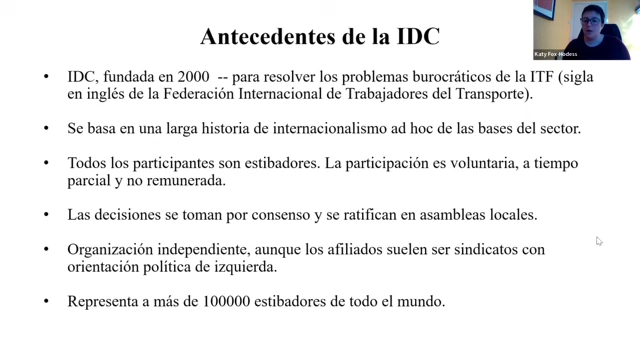 Antecedentes de la IDC
Katy Fox-Hodess
• IDC, fundada en 2000 -- para resolver los problemas burocráticos de la ITF (sigla
en inglés de la Federación Internacional de Trabajadores del Transporte).
• Se basa en una larga historia de internacionalismo ad hoc de las bases del sector.
• Todos los participantes son estibadores. La participación es voluntaria, a tiempo
parcial y no remunerada.
• Las decisiones se toman por consenso y se ratifican en asambleas locales.
• Organización independiente, aunque los afiliados suelen ser sindicatos con
orientación política de izquierda.
• Representa a más de 100000 estibadores de todo el mundo.